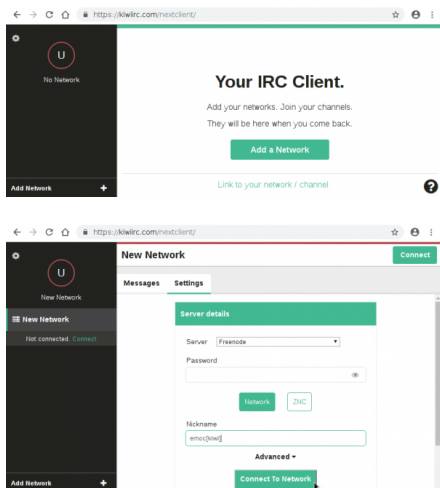 https://kiwiirc.com/nextclient/
U
No Network
Your IRC Client.
Add your networks. Join your channels.
They will be here when you come back.
Add a Network
Link to your network / channel
Add Network +
?
https://kiwiirc.com/nextclient/
U
New Network
New Network
Connect
Messages Settings
New Network
Not connected. Connect
Server details
Server Freenode
Password
Network ZNC
Nickname
emoc[kiwi]
Advanced
Connect To Network
Add Network +